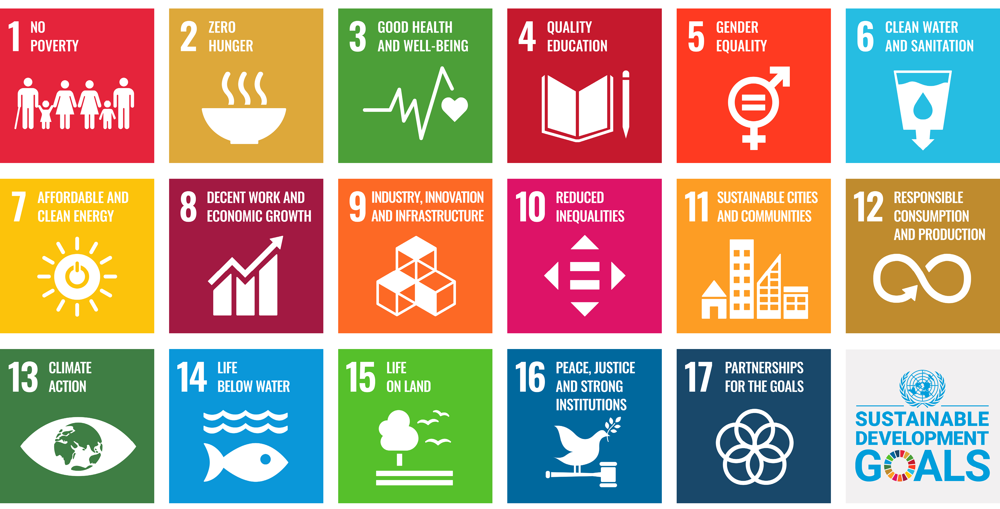 1 NO
POVERTY
2 ZERO
HUNGER
3 GOOD HEALTH
AND WELL-BEING
4 QUALITY
EDUCATION
5 GENDER
EQUALITY
6 CLEAN WATER
AND SANITATION
7 AFFORDABLE AND
CLEAN ENERGY
8 DECENT WORK AND
ECONOMIC GROWTH
9 INDUSTRY, INNOVATION
AND INFRASTRUCTURE
10 REDUCED
INEQUALITIES
11 SUSTAINABLE CITIES
AND COMMUNITIES
12 RESPONSIBLE
CONSUMPTION
AND PRODUCTION
13 CLIMATE
ACTION
14 LIFE
BELOW WATER
15 LIFE
ON LAND
16 PEACE, JUSTICE
AND STRONG
INSTITUTIONS
17 PARTNERSHIPS
FOR THE GOALS
SUSTAINABLE
DEVELOPMENT
GOALS